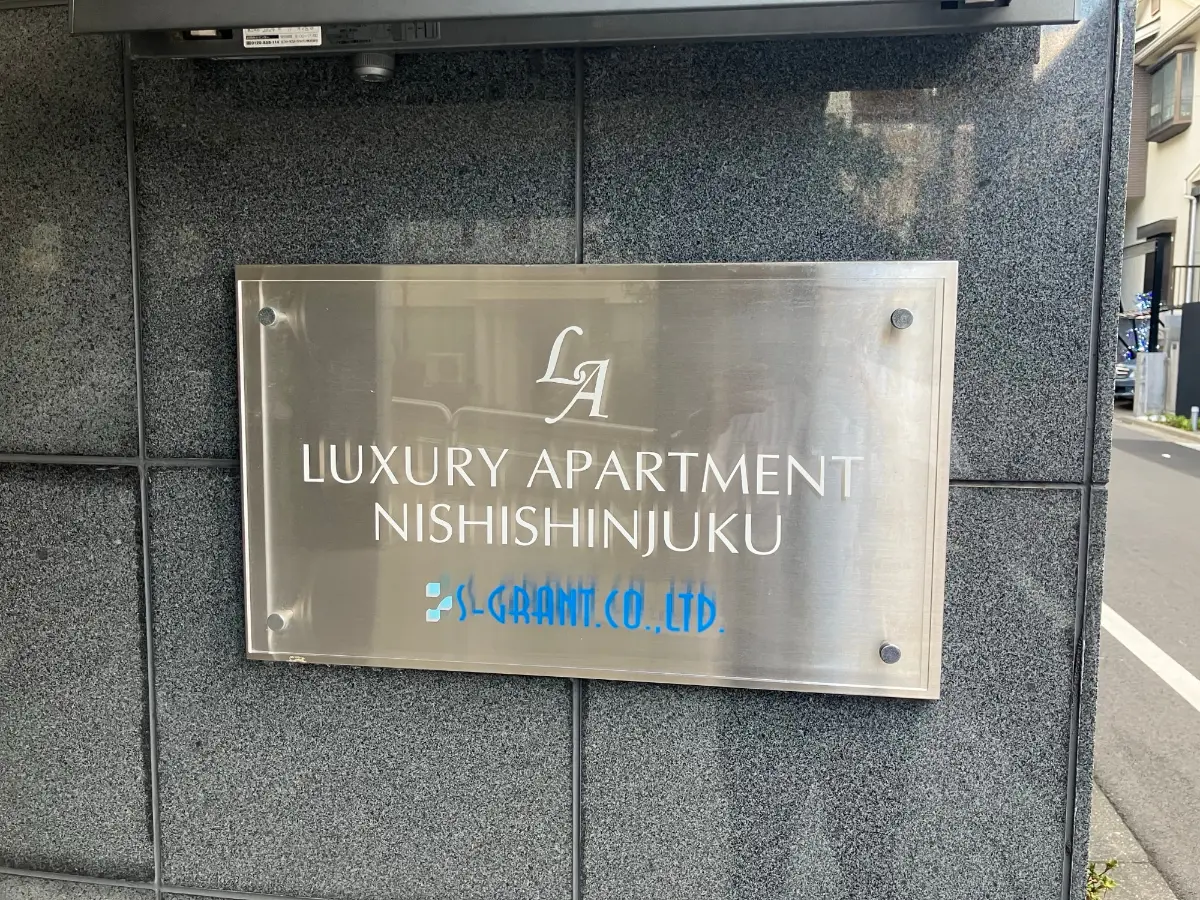 LA
LUXURY APARTMENT
NISHISHINJUKU
S-GRANT.CO.,LTD.